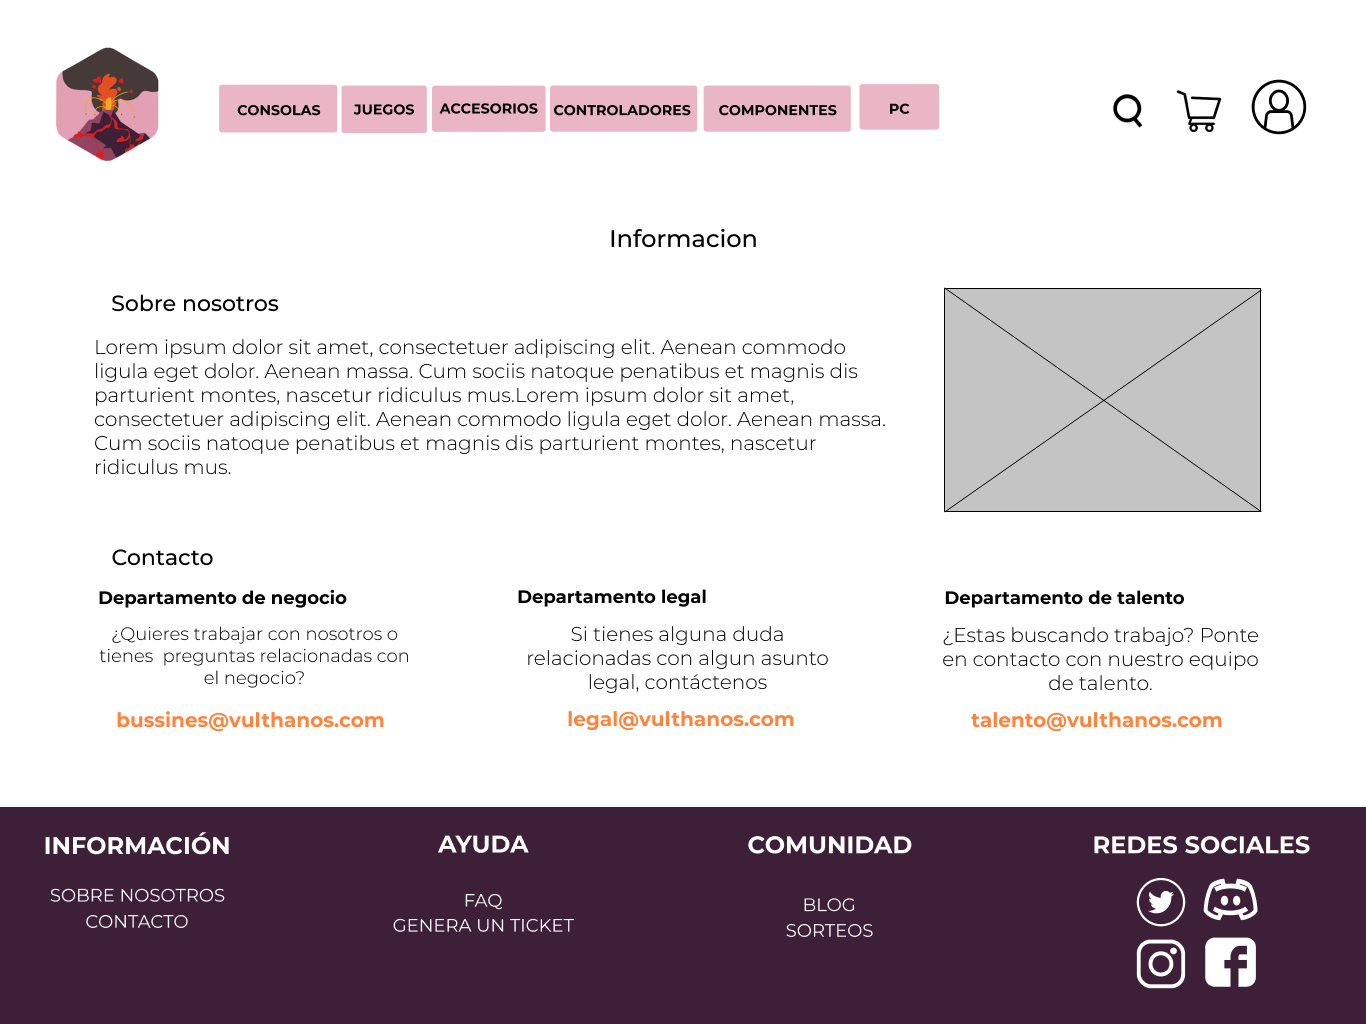 CONSOLAS
JUEGOS
ACCESORIOS
CONTROLADORES
COMPONENTES
PC
Informacion
Sobre nosotros
Lorem ipsum dolor sit amet, consectetuer adipiscing elit. Aenean commodo
ligula eget dolor. Aenean massa. Cum sociis natoque penatibus et magnis dis
parturient montes, nascetur ridiculus mus.Lorem ipsum dolor sit amet,
consectetuer adipiscing elit. Aenean commodo ligula eget dolor. Aenean massa.
Cum sociis natoque penatibus et magnis dis parturient montes, nascetur
ridiculus mus.
Contacto
Departamento de negocio
¿Quieres trabajar con nosotros o
tienes  preguntas relacionadas con
el negocio?
bussines@vulthanos.com
Departamento legal
Si tienes alguna duda
relacionadas con algun asunto
legal, contáctenos
legal@vulthanos.com
Departamento de talento
¿Estas buscando trabajo? Ponte
en contacto con nuestro equipo
de talento.
talento@vulthanos.com
INFORMACIÓN
SOBRE NOSOTROS
CONTACTO
AYUDA
FAQ
GENERA UN TICKET
COMUNIDAD
BLOG
SORTEOS
REDES SOCIALES